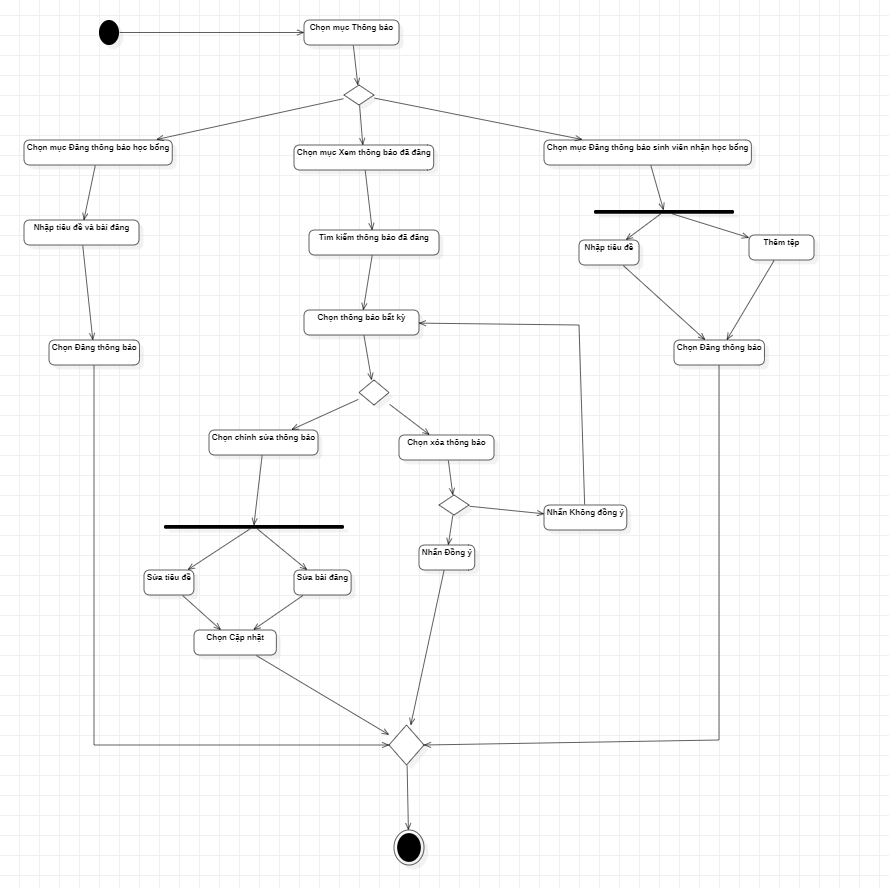 Chọn mục Thông báo
Chọn mục Đăng thông báo học bổng
Chọn mục Xem thông báo đã đăng
Chọn mục Đăng thông báo sinh viên nhận học bổng
Nhập tiêu đề và bài đăng
Tìm kiếm thông báo đã đăng
Nhập tiêu đề
Thêm tệp
Chọn thông báo bất kỳ
Chọn Đăng thông báo
Chọn Đăng thông báo
Chọn chỉnh sửa thông báo
Chọn xóa thông báo
Nhấn Không đồng ý
Nhấn Đồng ý
Sửa tiêu đề
Sửa bài đăng
Chọn Cập nhật